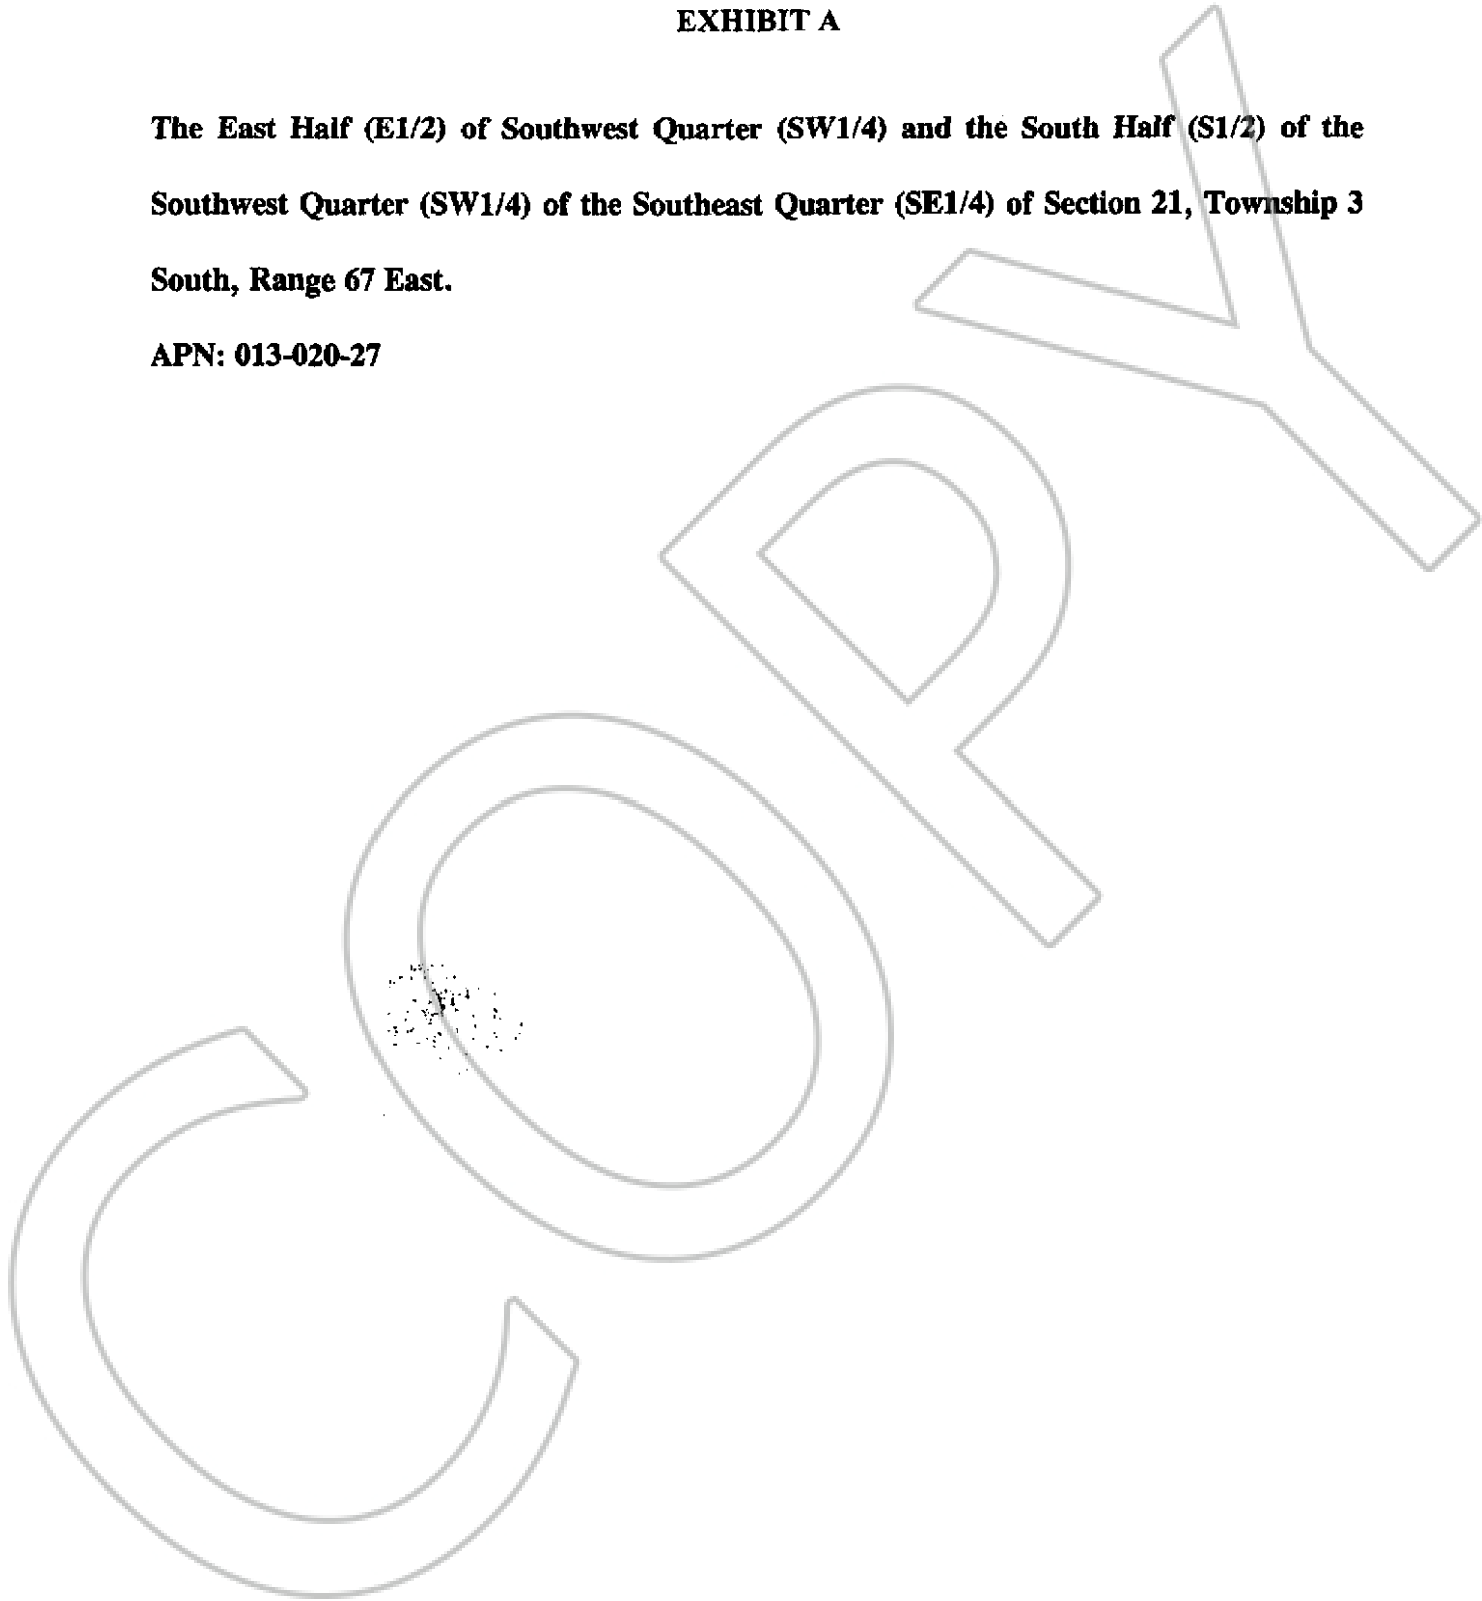 EXHIBIT A
The East Half (E1/2) of Southwest Quarter (SW1/4) and the South Half (S1/2) of the
Southwest Quarter (SW1/4) of the Southeast Quarter (SE1/4) of Section 21, Township 3
South, Range 67 East.
APN: 013-020-27
COPY